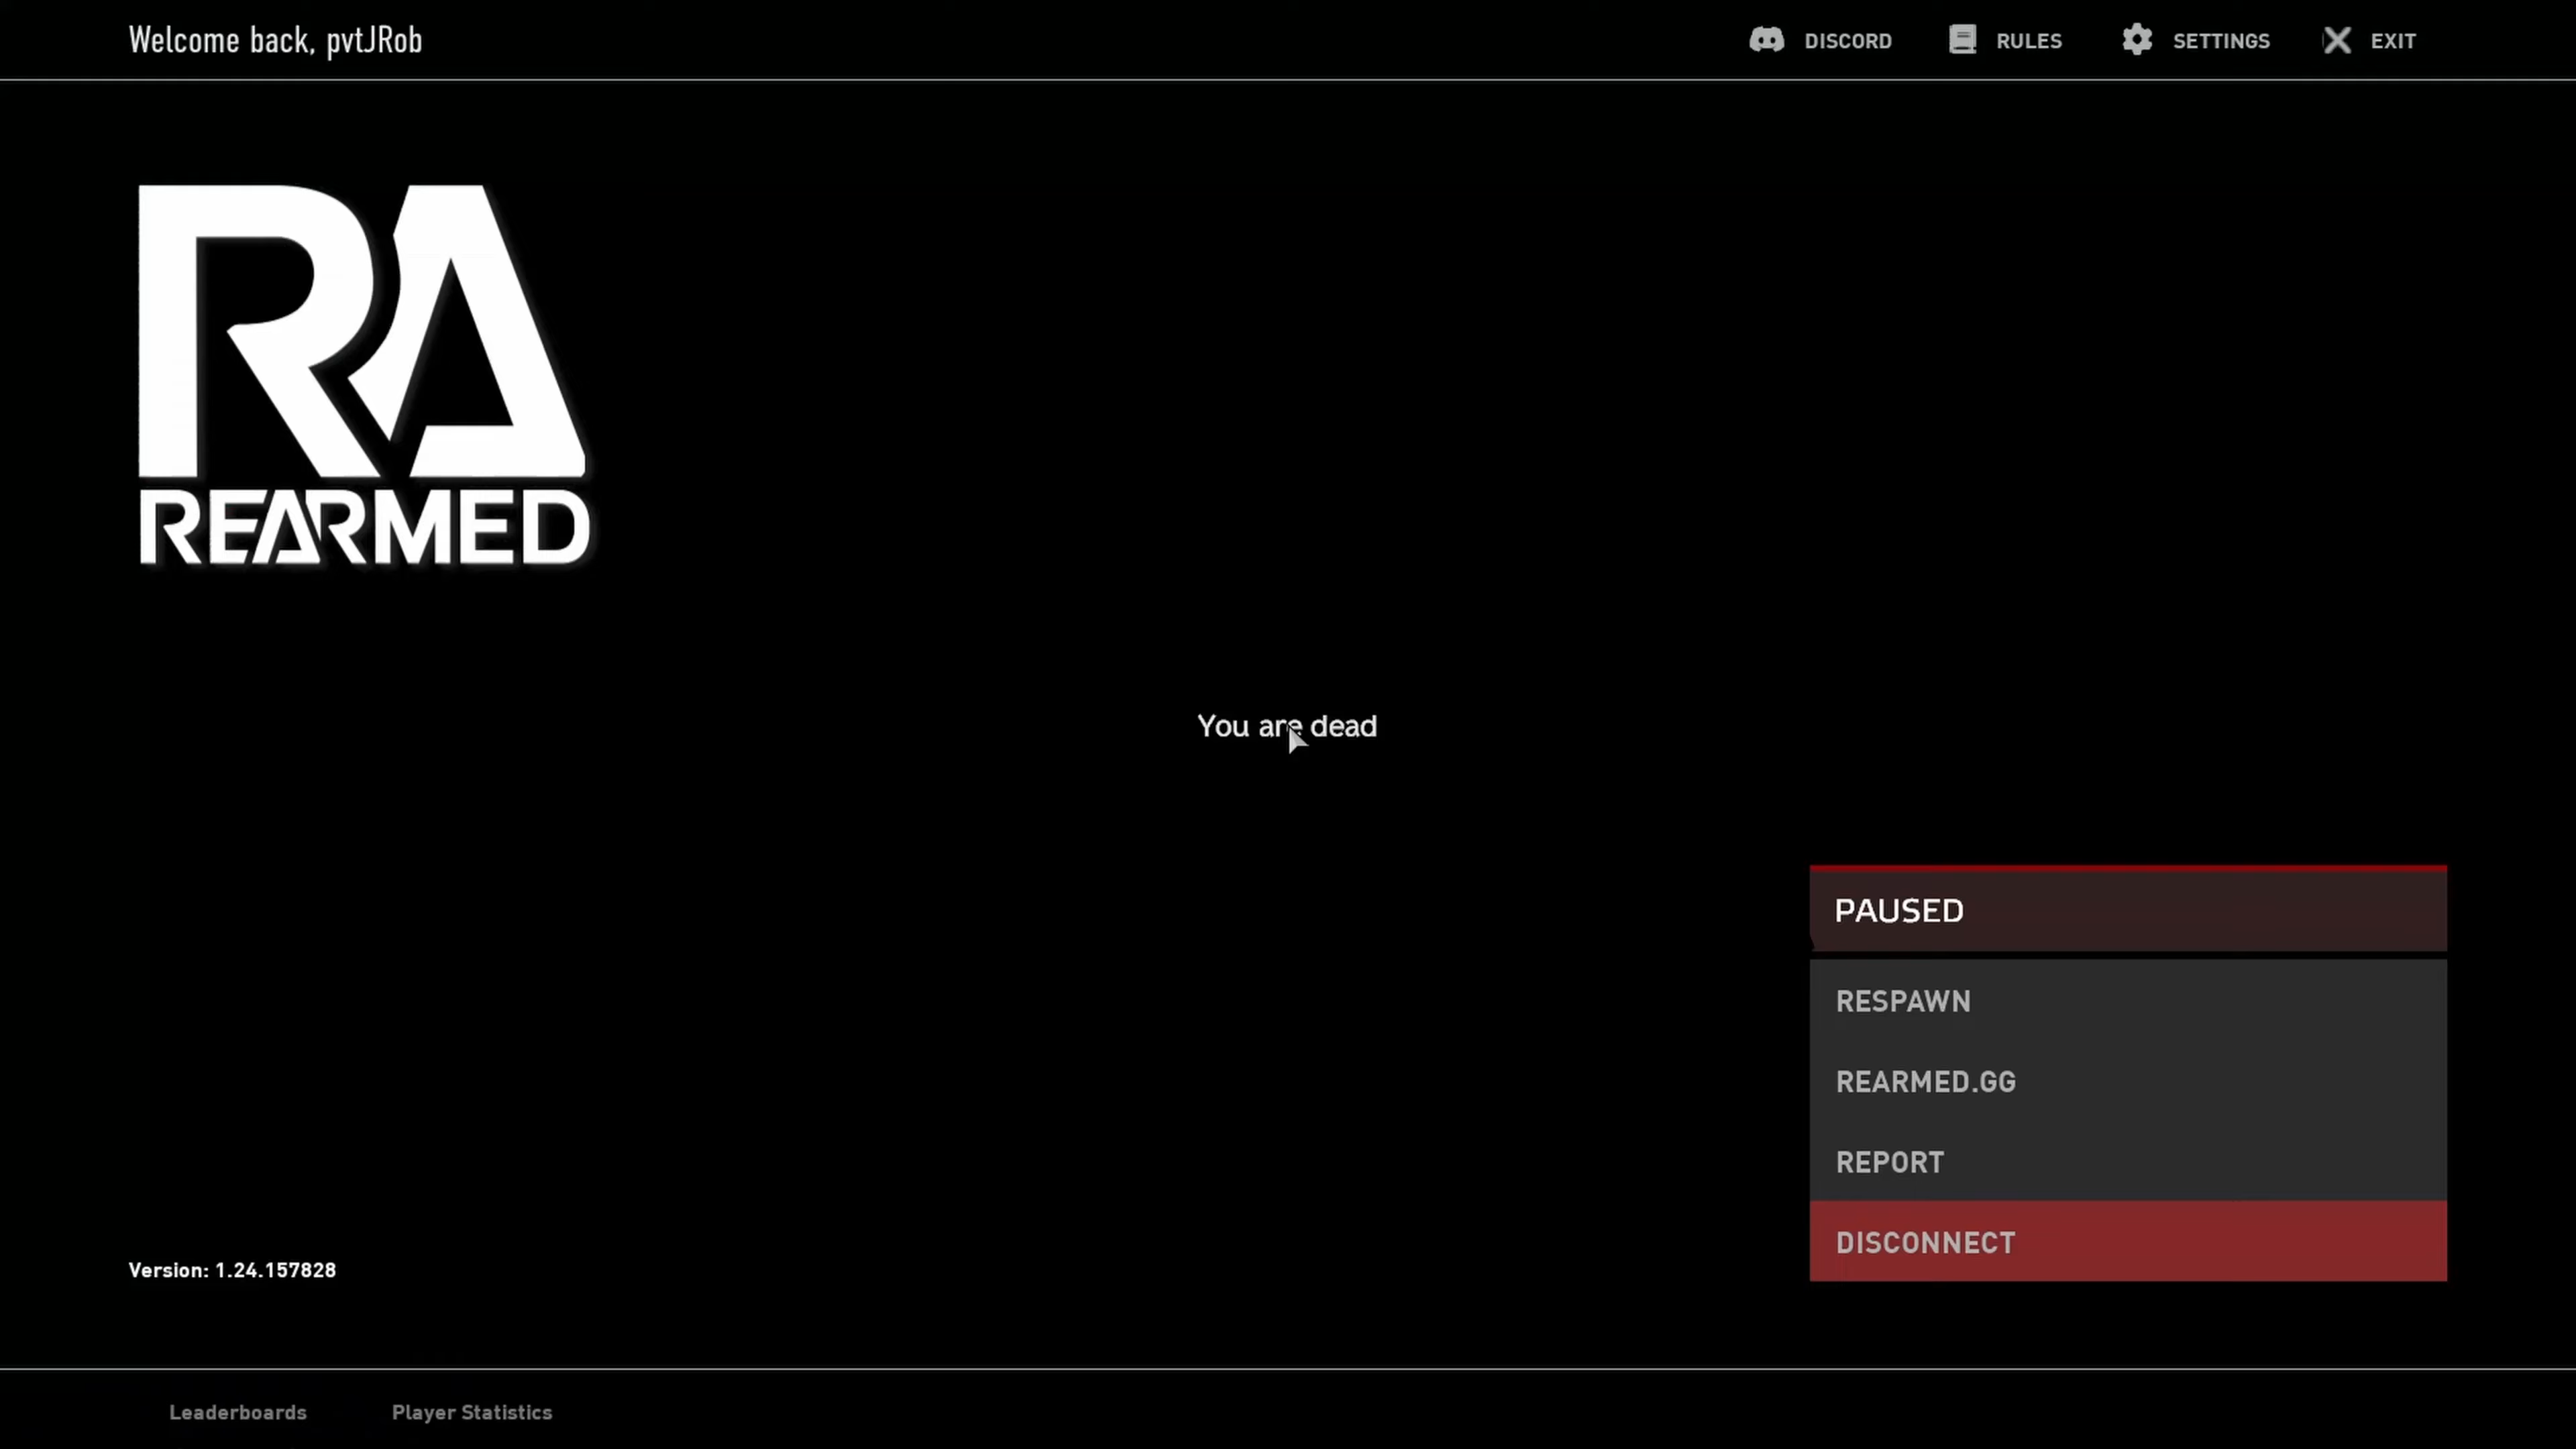 Welcome back, pvtJRob
DISCORD
RULES
SETTINGS
EXIT
RA
REARMED
You are dead
PAUSED
RESPAWN
REARMED.GG
REPORT
DISCONNECT
Version: 1.24.157828
Leaderboards
Player Statistics